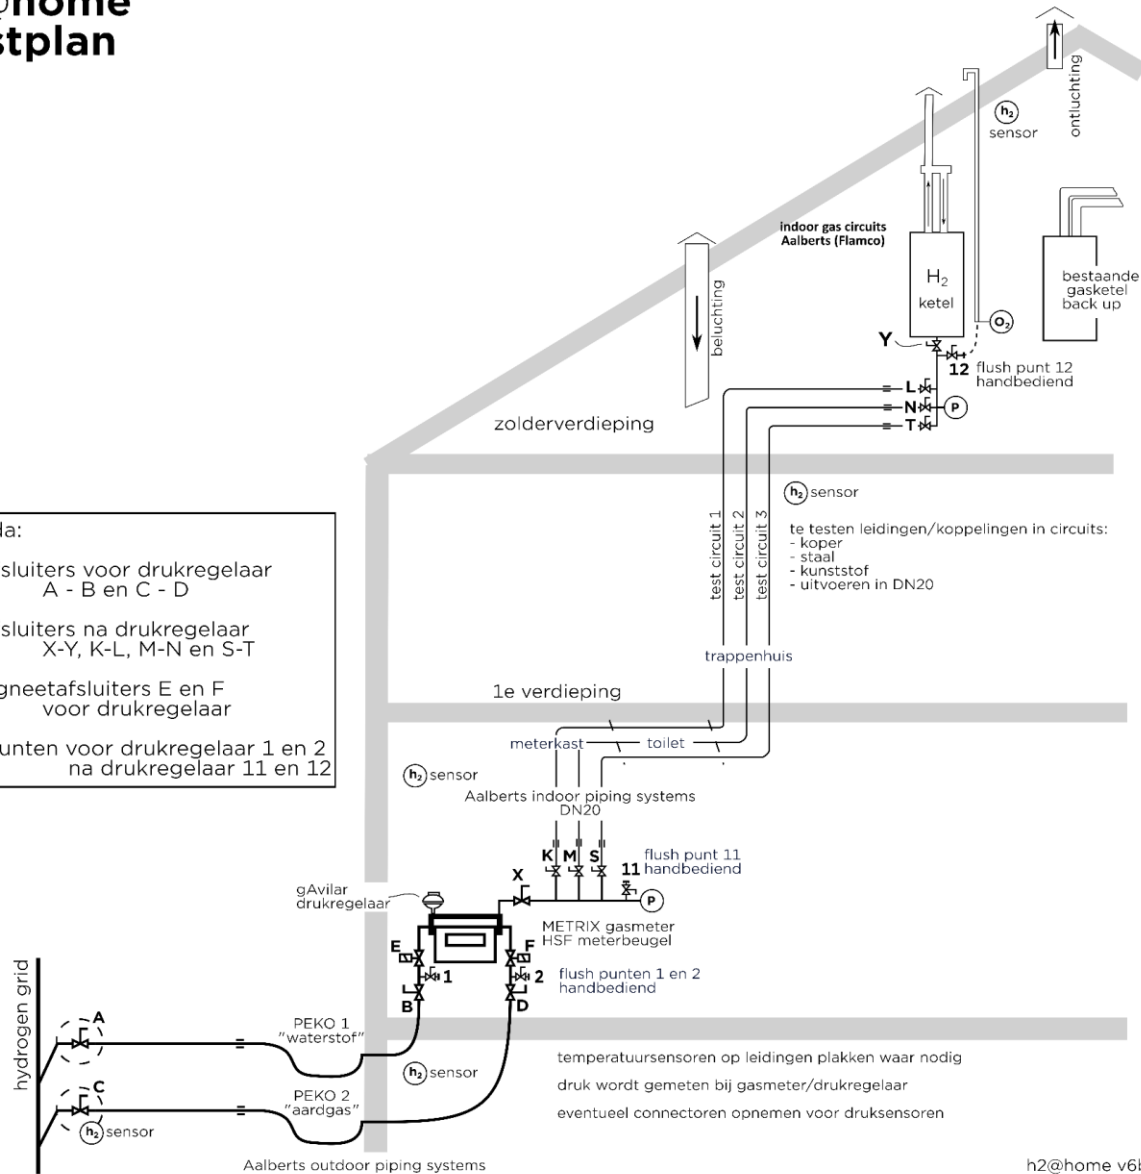 @home
stplan
ontluchting
h₂
sensor
indoor gas circuits
Aalberts (Flamco)
H₂
ketel
bestaande
gasketel
back up
beluchting
O₂
Y
12 flush punt 12
handbediend
L
N
P
T
zolderverdieping
h₂ sensor
te testen leidingen/koppelingen in circuits:
- koper
- staal
- kunststof
- uitvoeren in DN20
test circuit 1
test circuit 2
test circuit 3
trappenhuis
da:
sluiters voor drukregelaar
A - B en C - D
sluiters na drukregelaar
X-Y, K-L, M-N en S-T
gneetafsluiters E en F
voor drukregelaar
unten voor drukregelaar 1 en 2
na drukregelaar 11 en 12
1e verdieping
meterkast
toilet
h₂ sensor
Aalberts indoor piping systems
DN20
K M S
11 flush punt 11
handbediend
X
P
gAvilar
drukregelaar
METRIX gasmeter
HSF meterbeugel
E
F
1
2
flush punten 1 en 2
handbediend
B
D
hydrogen grid
A
PEKO 1
"waterstof"
h₂ sensor
C
PEKO 2
"aardgas"
h₂ sensor
temperatuursensoren op leidingen plakken waar nodig
druk wordt gemeten bij gasmeter/drukregelaar
eventueel connectoren opnemen voor druksensoren
Aalberts outdoor piping systems